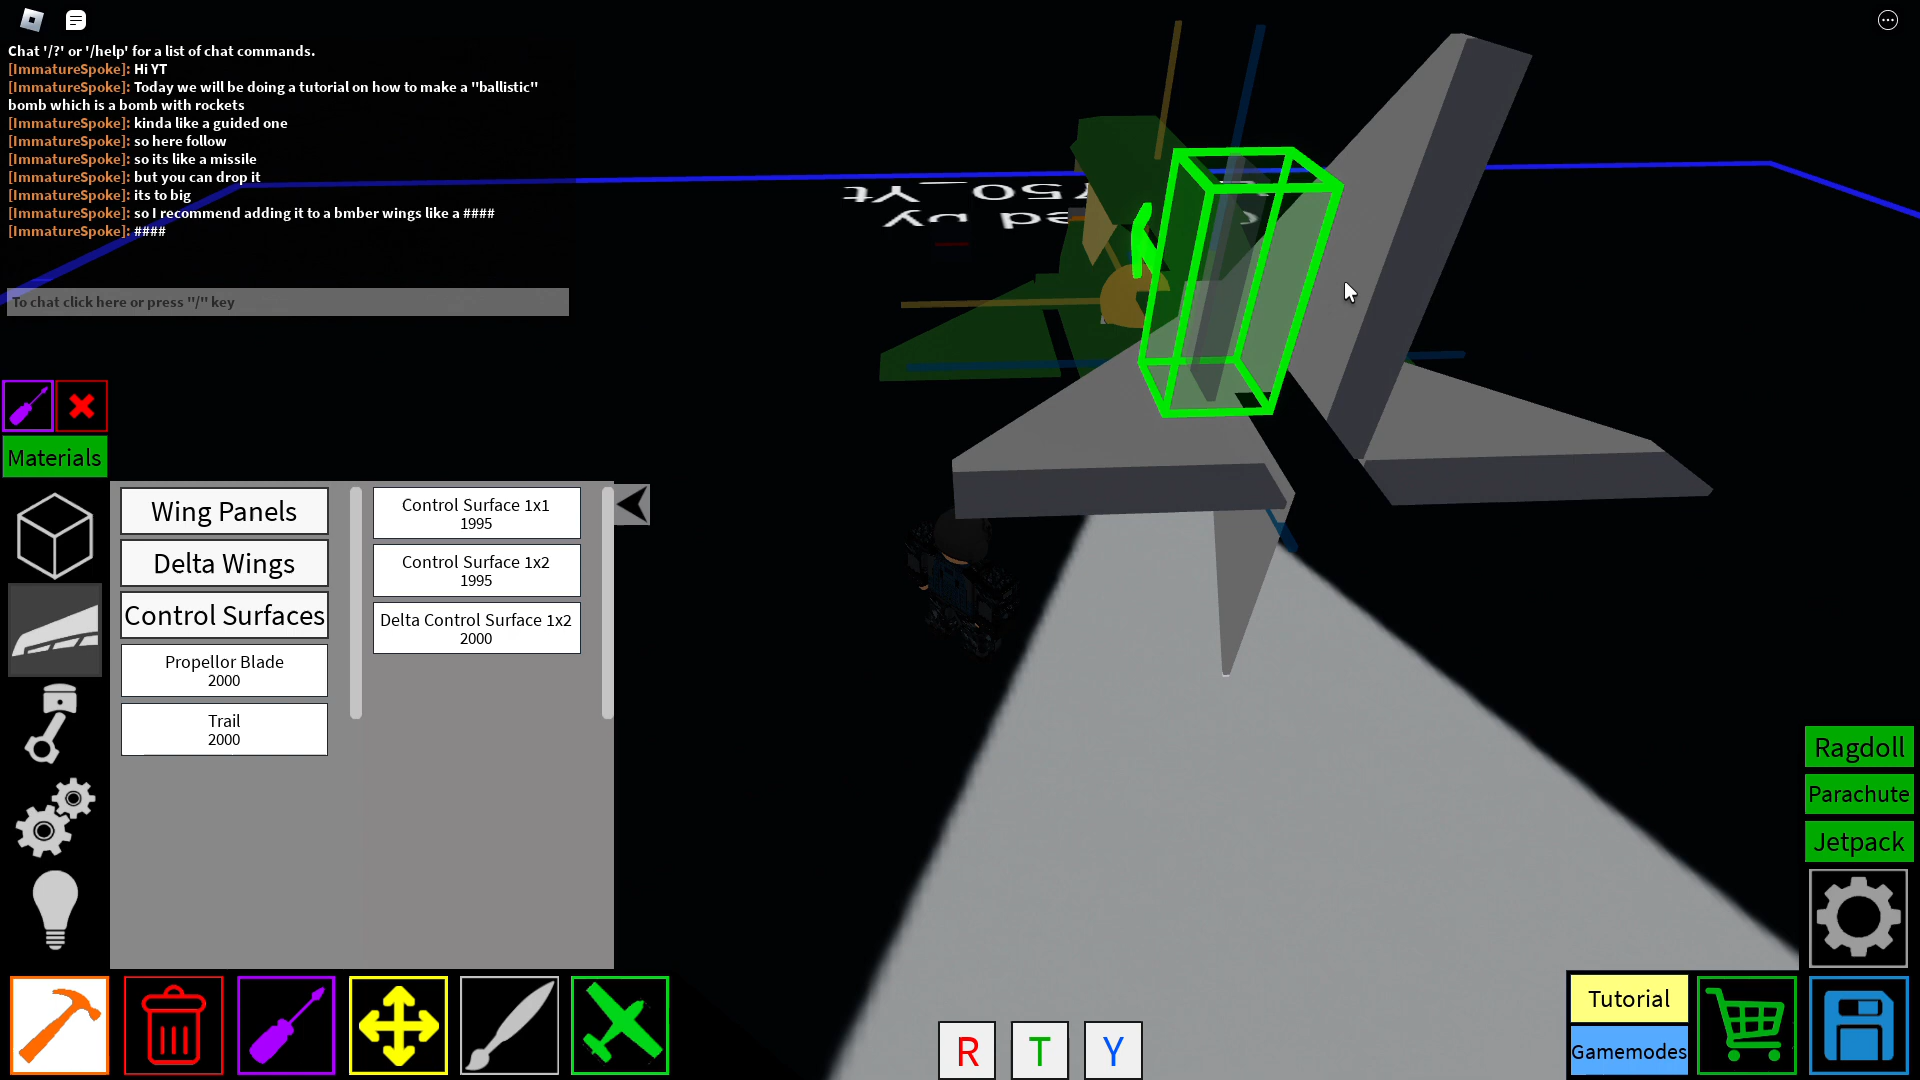 Chat '/?' or '/help' for a list of chat commands.
[ImmatureSpoke]: Hi YT
[ImmatureSpoke]: Today we will be doing a tutorial on how to make a "ballistic"
bomb which is a bomb with rockets
[ImmatureSpoke]: kinda like a guided one
[ImmatureSpoke]: so here follow
[ImmatureSpoke]: so its like a missile
[ImmatureSpoke]: but you can drop it
[ImmatureSpoke]: its to big
[ImmatureSpoke]: so I recommend adding it to a bmber wings like a ####
[ImmatureSpoke]: ####
To chat click here or press "/" key
Materials
Wing Panels
Delta Wings
Control Surfaces
Propellor Blade
2000
Trail
2000
Control Surface 1x1
1995
Control Surface 1x2
1995
Delta Control Surface 1x2
2000
Ragdoll
Parachute
Jetpack
Tutorial
Gamemodes
R
T
Y